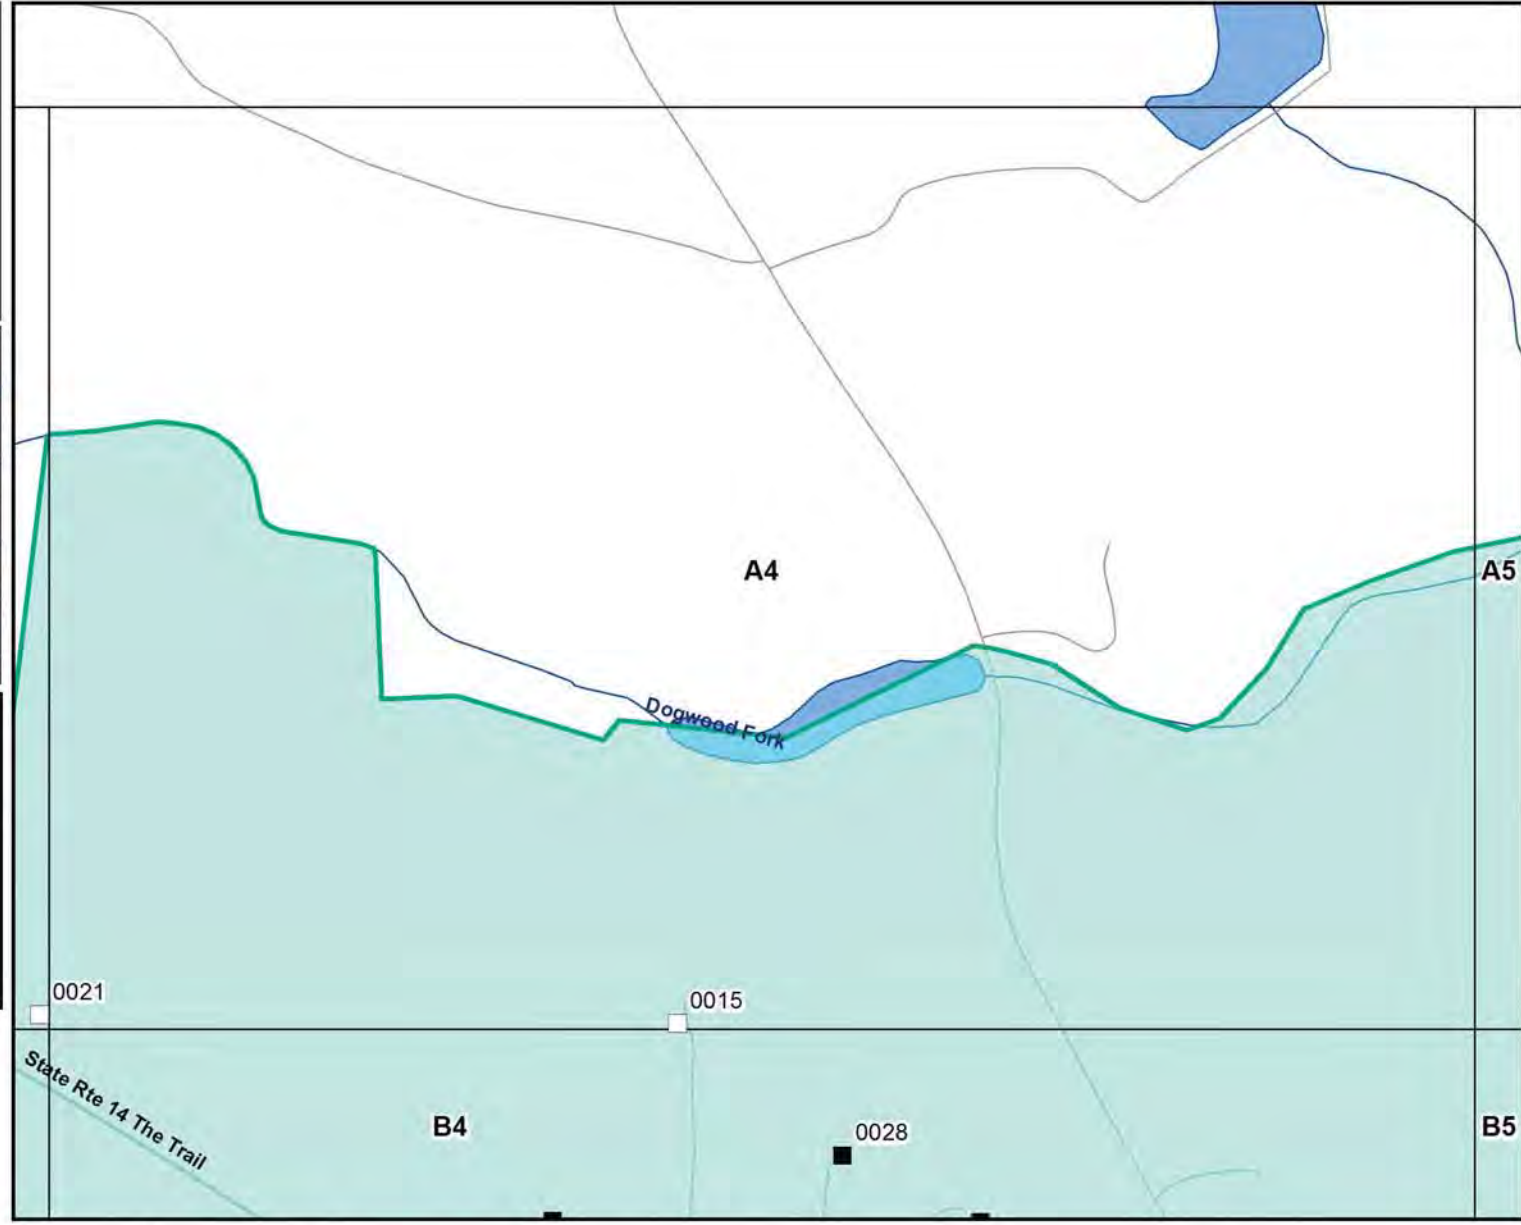 A4
A5
Dogwood Fork
0021
0015
State Rte 14 The Trail
B4
0028
B5